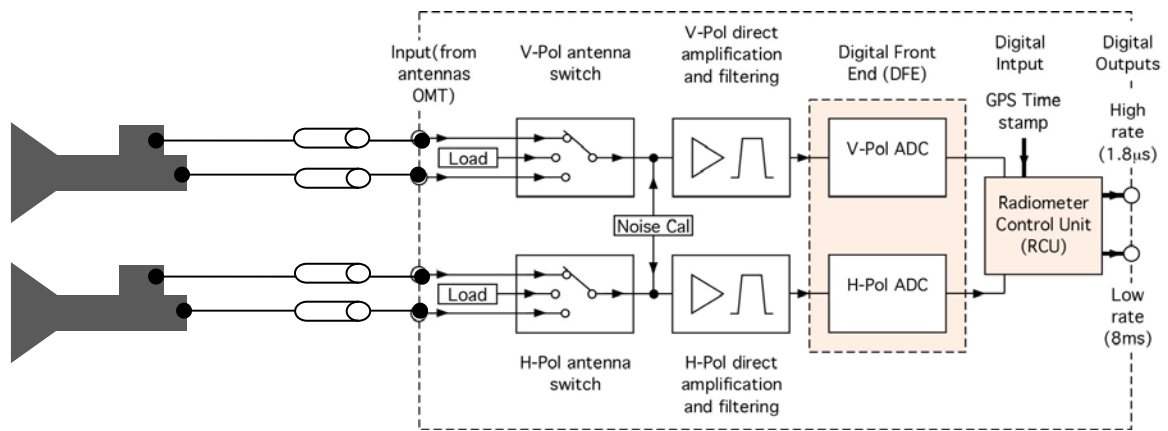 Input(from
antennas
OMT)
V-Pol antenna
switch
V-Pol direct
amplification
and filtering
Digital Front
End (DFE)
Digital
Intput
GPS Time
stamp
Digital
Outputs
High
rate
(1.8µs)
Load
V-Pol ADC
Noise Cal
Radiometer
Control Unit
(RCU)
Load
H-Pol ADC
Low
rate
(8ms)
H-Pol antenna
switch
H-Pol direct
amplification
and filtering